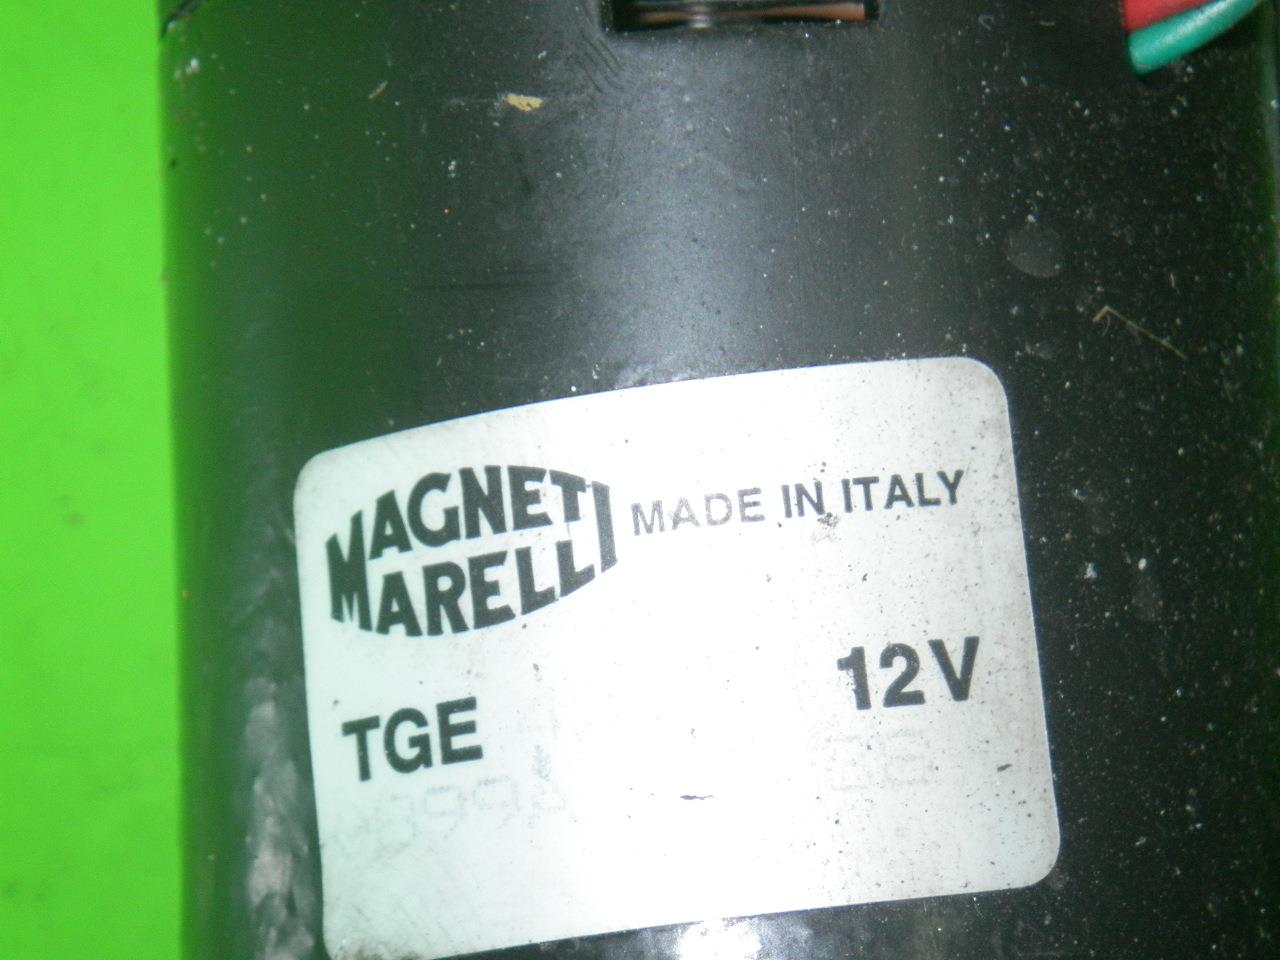 MAGNETI
MARELLI
MADE IN ITALY
TGE
12V